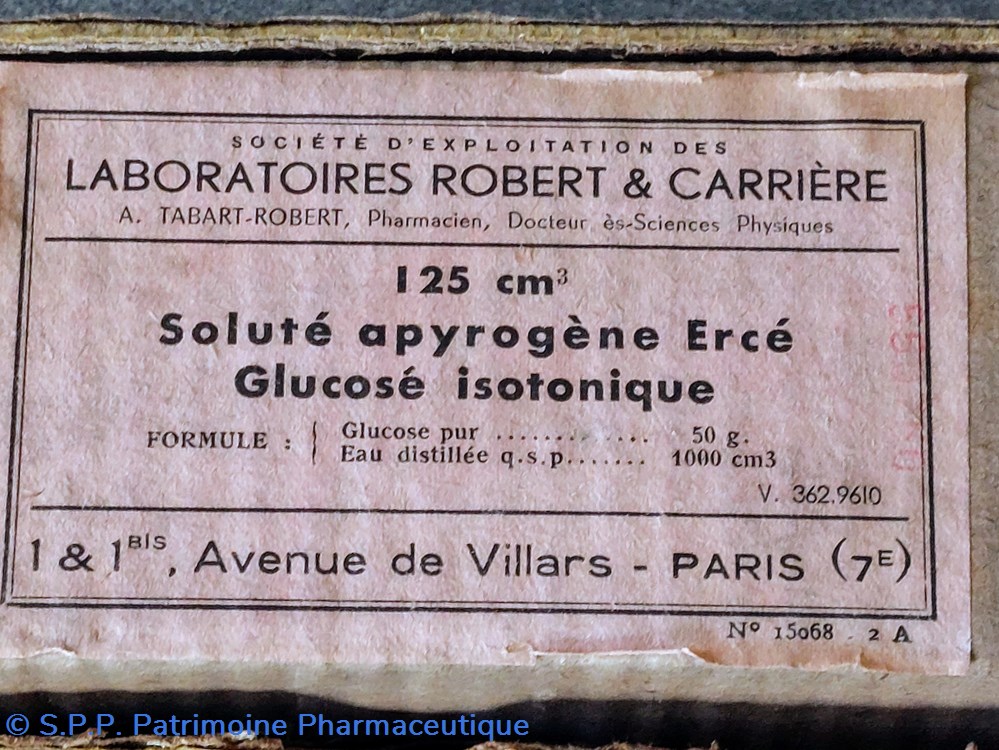 SOCIÉTÉ D'EXPLOITATION DES
LABORATOIRES ROBERT & CARRIÈRE
A. TABART-ROBERT, Pharmacien, Docteur ès-Sciences Physiques
125 cm³
Soluté apyrogène Ercé
Glucosé isotonique
FORMULE : { Glucose pur ............. 50 g.
Eau distillée q.s.p....... 1000 cm3
V. 362.9610
1 & 1BIS, Avenue de Villars - PARIS (7E)
Nº 15068 - 2 A
© S.P.P. Patrimoine Pharmaceutique